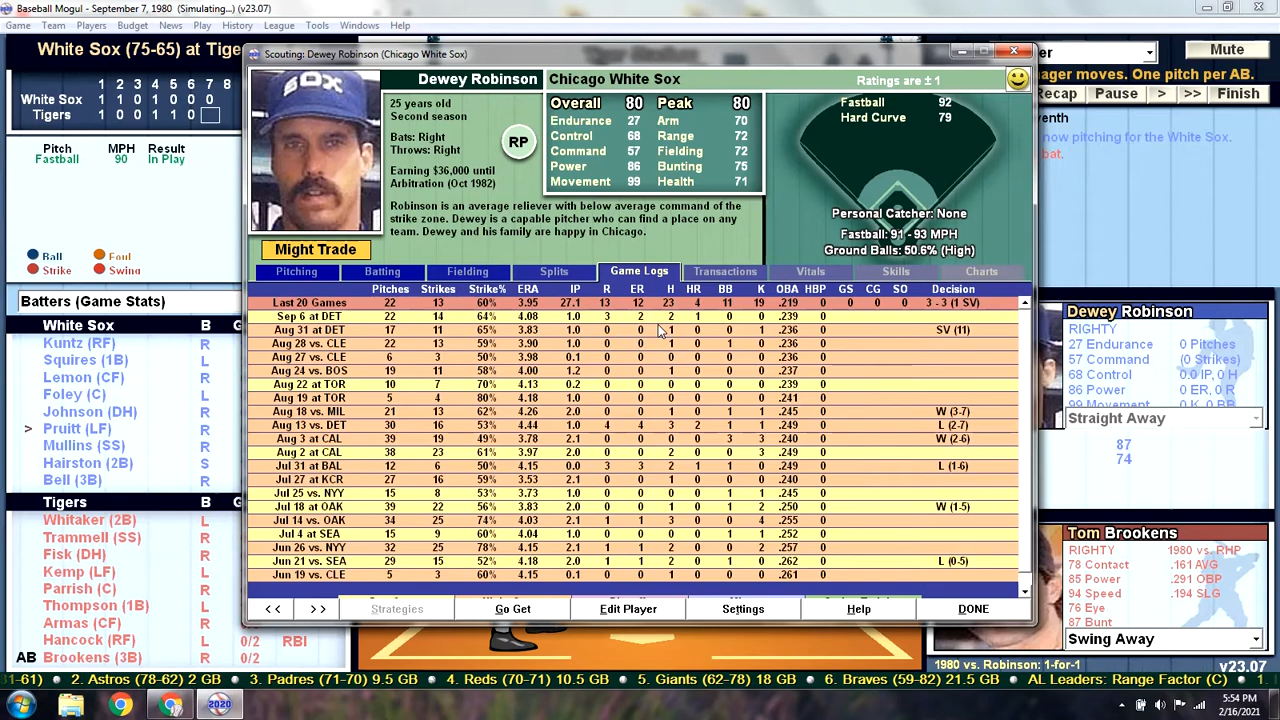 Baseball Mogul - September 7, 1980 (Simulating...) (v23.07)
Game Team Players Budget News Play History League Tools Windows Help
White Sox (75-65) at Tige
1 2 3 4 5 6 7 8
White Sox 1 1 0 1 0 0 0
Tigers 1 0 0 1 1 0
Pitch MPH Result
Fastball 90 In Play
Ball Foul
Strike Swing
Batters (Game Stats)
White Sox B G
Kuntz (RF) R
Squires (1B) L
Lemon (CF) R
Foley (C) L
Johnson (DH) R
> Pruitt (LF) R
Mullins (SS) R
Hairston (2B) S
Bell (3B) R
Tigers B G
Whitaker (2B) L
Trammell (SS) R
Fisk (DH) R
Kemp (LF) L
Parrish (C) R
Thompson (1B) L
Armas (CF) R
Hancock (RF) L 0/2 RBI
AB Brookens (3B) R 0/2
Scouting: Dewey Robinson (Chicago White Sox)
Dewey Robinson
25 years old
Second season
Bats: Right
Throws: Right
Earning $36,000 until
Arbitration (Oct 1982)
RP
Chicago White Sox
Overall 80 Peak 80
Endurance 27 Arm 70
Control 68 Range 72
Command 57 Fielding 72
Power 86 Bunting 75
Movement 99 Health 71
Ratings are ± 1
Fastball 92
Hard Curve 79
Personal Catcher: None
Fastball: 91 - 93 MPH
Ground Balls: 50.6% (High)
Robinson is an average reliever with below average command of the
strike zone. Dewey is a capable pitcher who can find a place on any
team. Dewey and his family are happy in Chicago.
Might Trade
Pitching Batting Fielding Splits Game Logs Transactions Vitals Skills Charts
Pitches Strikes Strike% ERA IP R ER H HR BB K OBA HBP GS CG SO Decision
Last 20 Games 22 13 60% 3.95 27.1 13 12 23 4 11 19 .219 0 0 0 0 3 - 3 (1 SV)
Sep 6 at DET 22 14 64% 4.08 1.0 3 2 2 1 0 0 .239 0
Aug 31 at DET 17 11 65% 3.83 1.0 0 0 1 0 0 1 .236 0 SV (11)
Aug 28 vs. CLE 22 13 59% 3.90 1.0 0 0 1 0 1 1 .236 0
Aug 27 vs. CLE 6 3 50% 3.98 0.1 0 0 0 0 0 0 .236 0
Aug 24 vs. BOS 19 11 58% 4.00 1.2 0 0 1 0 0 0 .237 0
Aug 22 at TOR 10 7 70% 4.13 0.2 0 0 0 0 0 0 .239 0
Aug 19 at TOR 5 4 80% 4.18 1.0 0 0 0 0 0 0 .241 0
Aug 18 vs. MIL 21 13 62% 4.26 2.0 0 0 1 0 1 1 .245 0 W (3-7)
Aug 13 vs. DET 30 16 53% 4.44 1.0 4 4 3 2 1 0 .249 0 L (2-7)
Aug 3 at CAL 39 19 49% 3.78 2.1 0 0 0 0 3 3 .240 0 W (2-6)
Aug 2 at CAL 38 23 61% 3.97 2.0 0 0 2 0 0 3 .249 0
Jul 31 at BAL 12 6 50% 4.15 0.0 3 3 2 1 1 0 .249 0 L (1-6)
Jul 27 at KCR 27 16 59% 3.53 2.1 0 0 1 0 0 0 .240 0
Jul 25 vs. NYY 15 8 53% 3.73 1.0 0 0 0 0 1 1 .245 0
Jul 18 at OAK 39 22 56% 3.83 2.0 0 0 1 0 2 0 .250 0 W (1-5)
Jul 14 vs. OAK 34 25 74% 4.03 2.1 1 1 3 0 0 4 .255 0
Jul 4 at SEA 15 9 60% 4.04 1.0 0 0 0 0 1 1 .252 0
Jun 26 vs. NYY 32 25 78% 4.15 2.1 1 1 2 0 0 2 .257 0
Jun 21 vs. SEA 29 15 52% 4.18 2.0 1 1 2 0 1 2 .262 0 L (0-5)
Jun 19 vs. CLE 5 3 60% 4.15 0.1 0 0 1 0 0 0 .261 0
<< >> Strategies Go Get Edit Player Settings Help DONE
er Mute
nager moves. One pitch per AB.
Recap Pause > >> Finish
venth
now pitching for the White Sox.
bat.
Dewey Robinson
RIGHTY
27 Endurance 0 Pitches
57 Command (0 Strikes)
68 Control 0.0 IP, 0 H
86 Power 0 ER, 0 R
99 Movement 0 K, 0 BB
Straight Away
87
74
Tom Brookens
RIGHTY 1980 vs. RHP
78 Contact .161 AVG
85 Power .291 OBP
94 Speed .194 SLG
76 Eye
87 Bunt
Swing Away
1980 vs. Robinson: 1-for-1 v23.07
31-61) • 2. Astros (78-62) 2 GB • 3. Padres (71-70) 9.5 GB • 4. Reds (70-71) 10.5 GB • 5. Giants (62-78) 18 GB • 6. Braves (59-82) 21.5 GB • AL Leaders: Range Factor (C) • 1.
2020
5:54 PM
2/16/2021